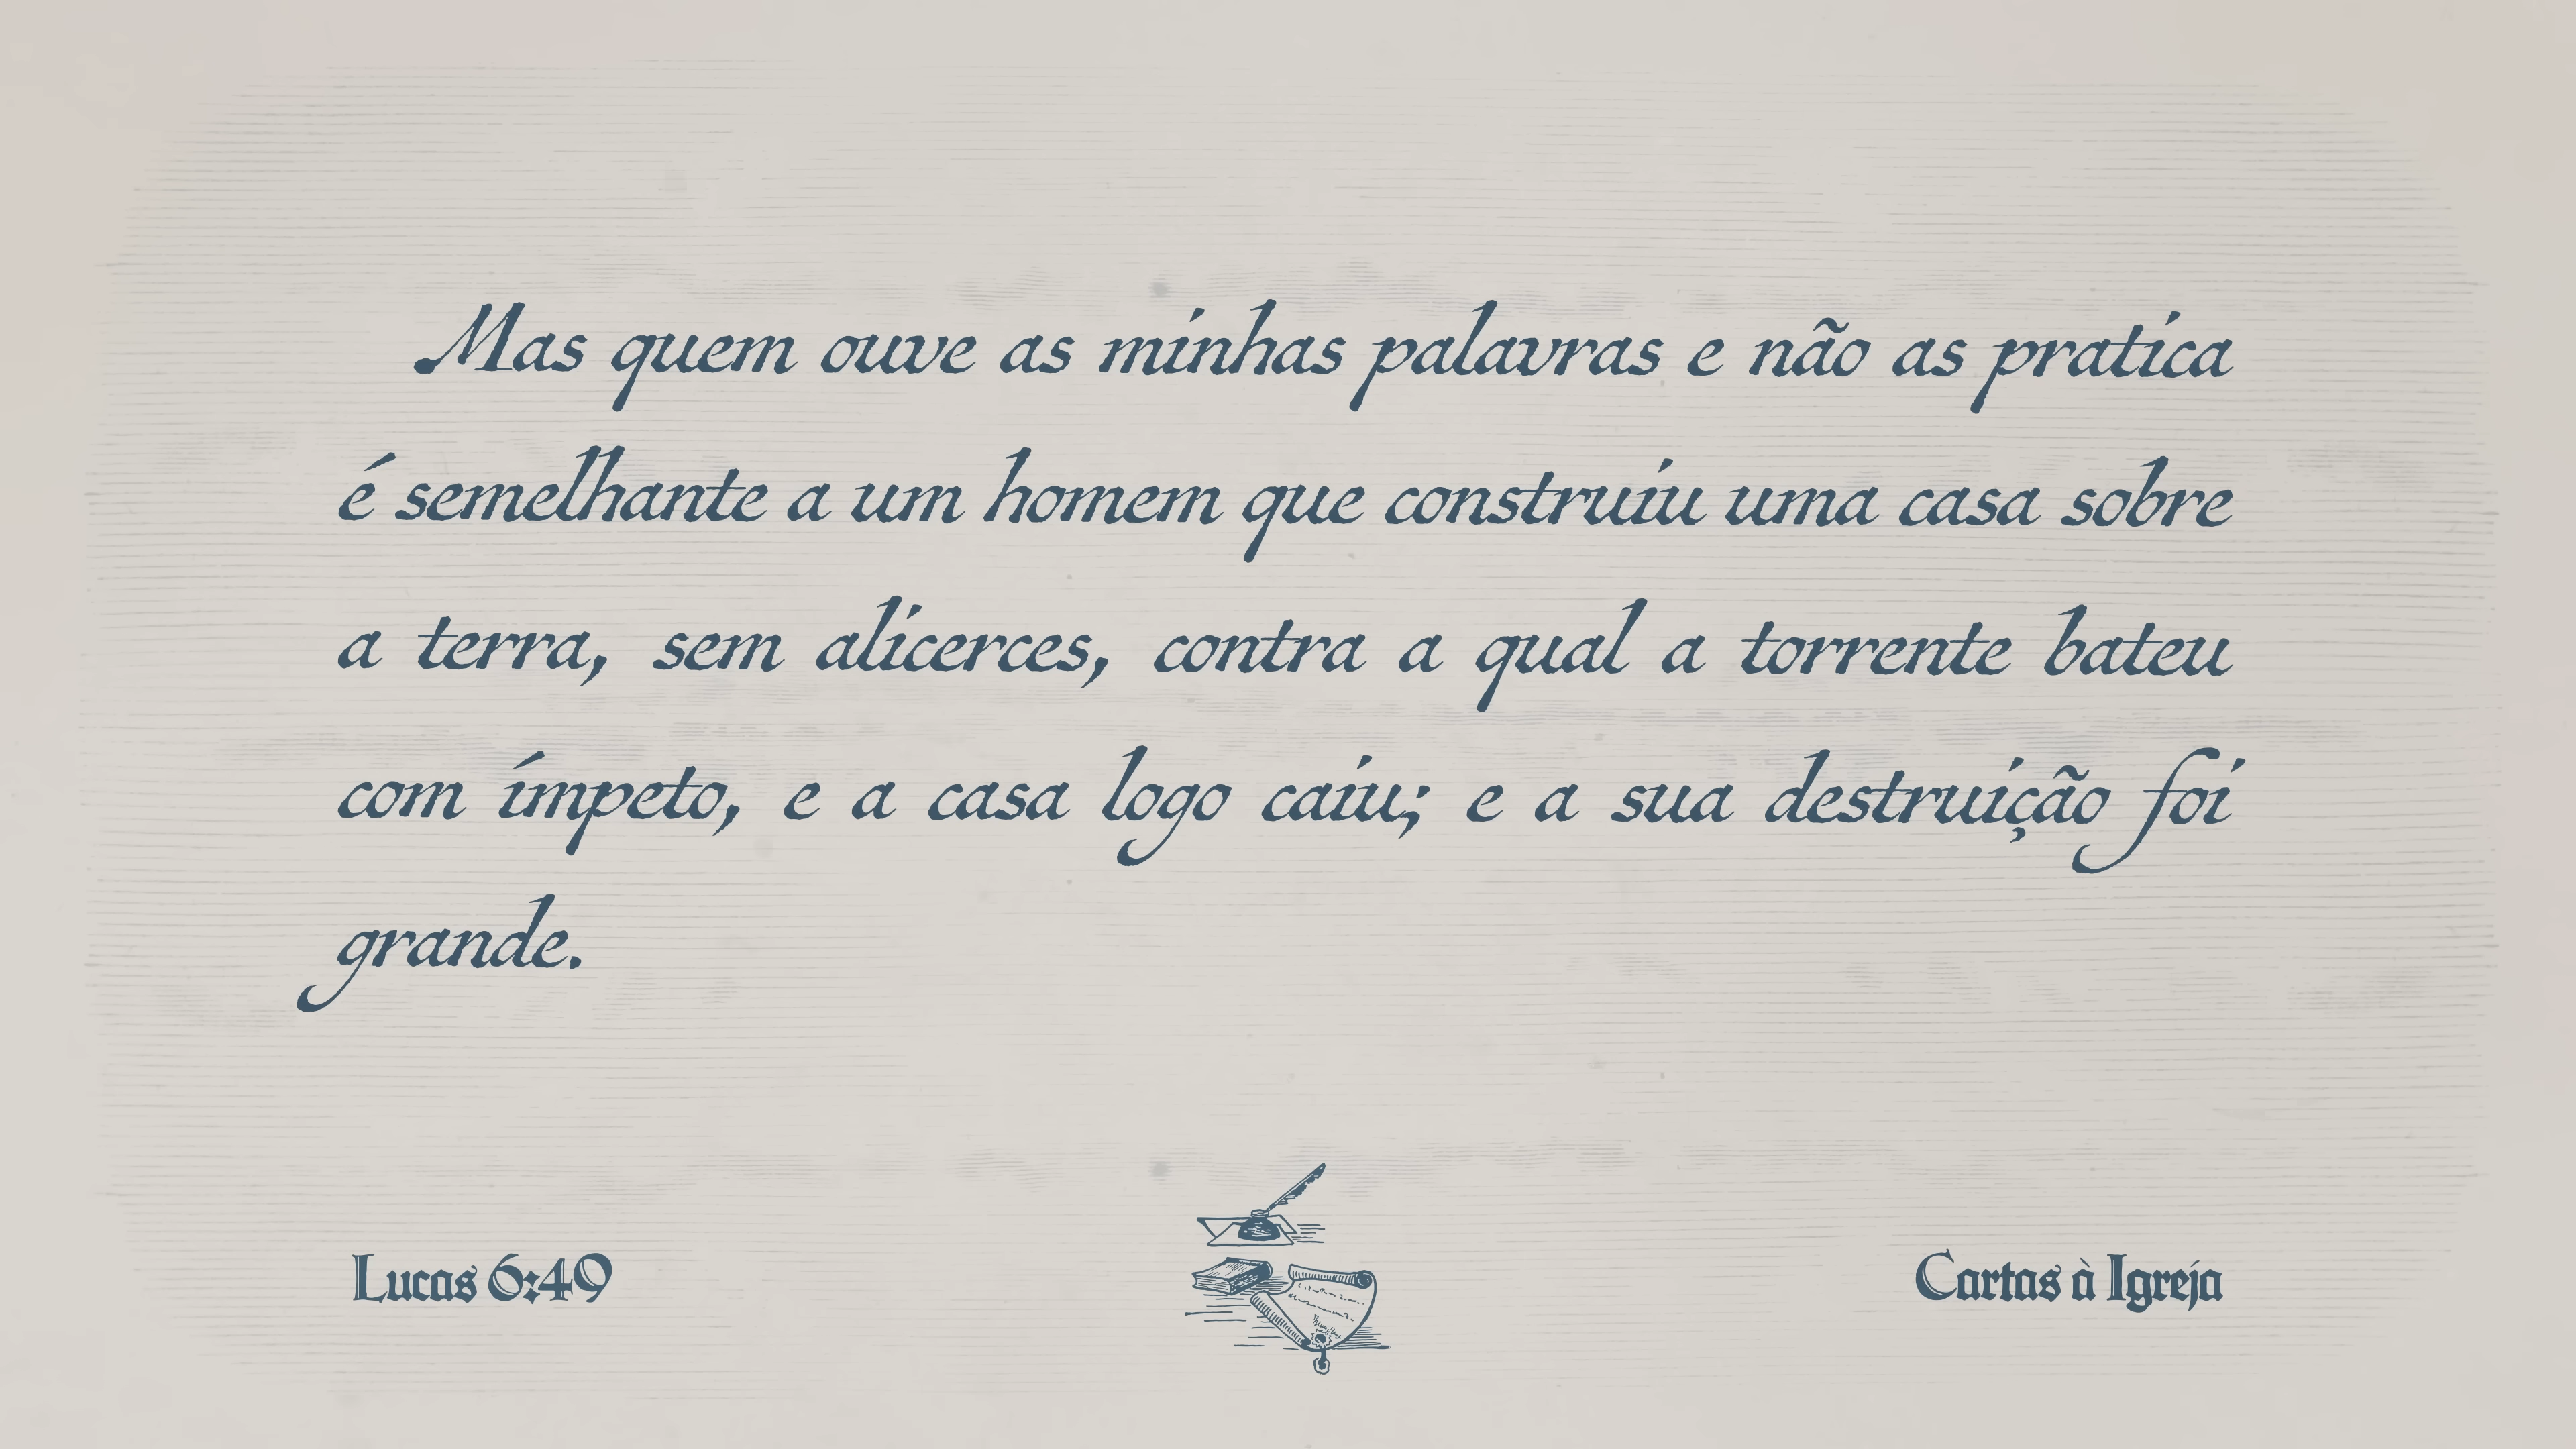 Mas quem ouve as minhas palavras e não as pratica
é semelhante a um homem que construiu uma casa sobre
a terra, sem alicerces, contra a qual a torrente bateu
com ímpeto, e a casa logo caiu; e a sua destruição foi
grande.
Lucas 6:49
Cartas à Igreja